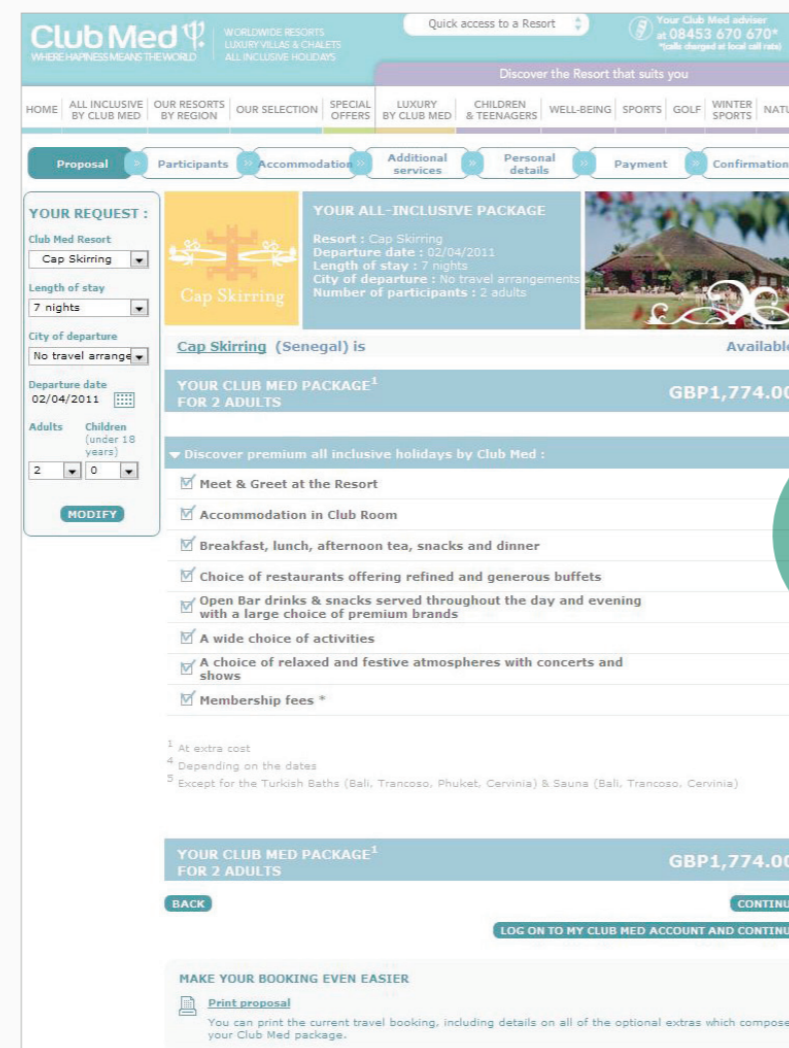 Club Med
WHERE HAPPINESS MEANS THE WORLD
WORLDWIDE RESORTS
LUXURY VILLAS & CHALETS
ALL INCLUSIVE HOLIDAYS
Quick access to a Resort
Your Club Med adviser
at 08453 670 670*
*(calls charged at local call rate)
Discover the Resort that suits you
HOME
ALL INCLUSIVE
BY CLUB MED
OUR RESORTS
BY REGION
OUR SELECTION
SPECIAL
OFFERS
LUXURY
BY CLUB MED
CHILDREN
& TEENAGERS
WELL-BEING
SPORTS
GOLF
WINTER
SPORTS
NATU
Proposal
Participants
Accommodation
Additional
services
Personal
details
Payment
Confirmation
YOUR REQUEST :
Club Med Resort
Cap Skirring
Length of stay
7 nights
City of departure
No travel arrange
Departure date
02/04/2011
Adults
Children
(under 18
years)
2
0
MODIFY
Cap Skirring
YOUR ALL-INCLUSIVE PACKAGE
Resort : Cap Skirring
Departure date : 02/04/2011
Length of stay : 7 nights
City of departure : No travel arrangements
Number of participants : 2 adults
Cap Skirring (Senegal) is
Available
YOUR CLUB MED PACKAGE¹
FOR 2 ADULTS
GBP1,774.00
Discover premium all inclusive holidays by Club Med :
Meet & Greet at the Resort
Accommodation in Club Room
Breakfast, lunch, afternoon tea, snacks and dinner
Choice of restaurants offering refined and generous buffets
Open Bar drinks & snacks served throughout the day and evening
with a large choice of premium brands
A wide choice of activities
A choice of relaxed and festive atmospheres with concerts and
shows
Membership fees *
¹ At extra cost
⁴ Depending on the dates
⁵ Except for the Turkish Baths (Bali, Trancoso, Phuket, Cervinia) & Sauna (Bali, Trancoso, Cervinia)
YOUR CLUB MED PACKAGE¹
FOR 2 ADULTS
GBP1,774.00
BACK
CONTINU
LOG ON TO MY CLUB MED ACCOUNT AND CONTINU
MAKE YOUR BOOKING EVEN EASIER
Print proposal
You can print the current travel booking, including details on all of the optional extras which compose
your Club Med package.